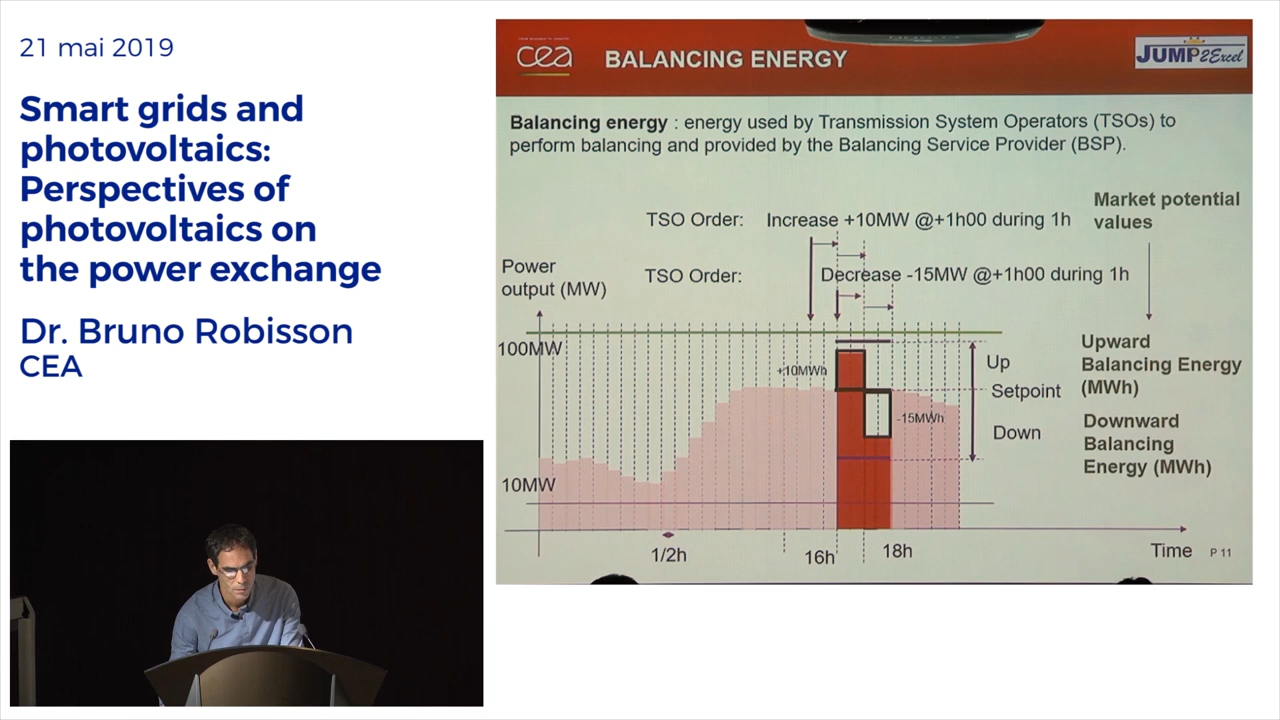 21 mai 2019
Smart grids and
photovoltaics:
Perspectives of
photovoltaics on
the power exchange
Dr. Bruno Robisson
CEA
cea
BALANCING ENERGY
JUMP2Excel
Balancing energy : energy used by Transmission System Operators (TSOs) to
perform balancing and provided by the Balancing Service Provider (BSP).
Market potential
values
TSO Order: Increase +10MW @+1h00 during 1h
Power
output (MW)
TSO Order: Decrease -15MW @+1h00 during 1h
100MW
+10MWh
Up
Setpoint
-15MWh
Down
Upward
Balancing Energy
(MWh)
Downward
Balancing
Energy (MWh)
10MW
1/2h
16h
18h
Time
P 11